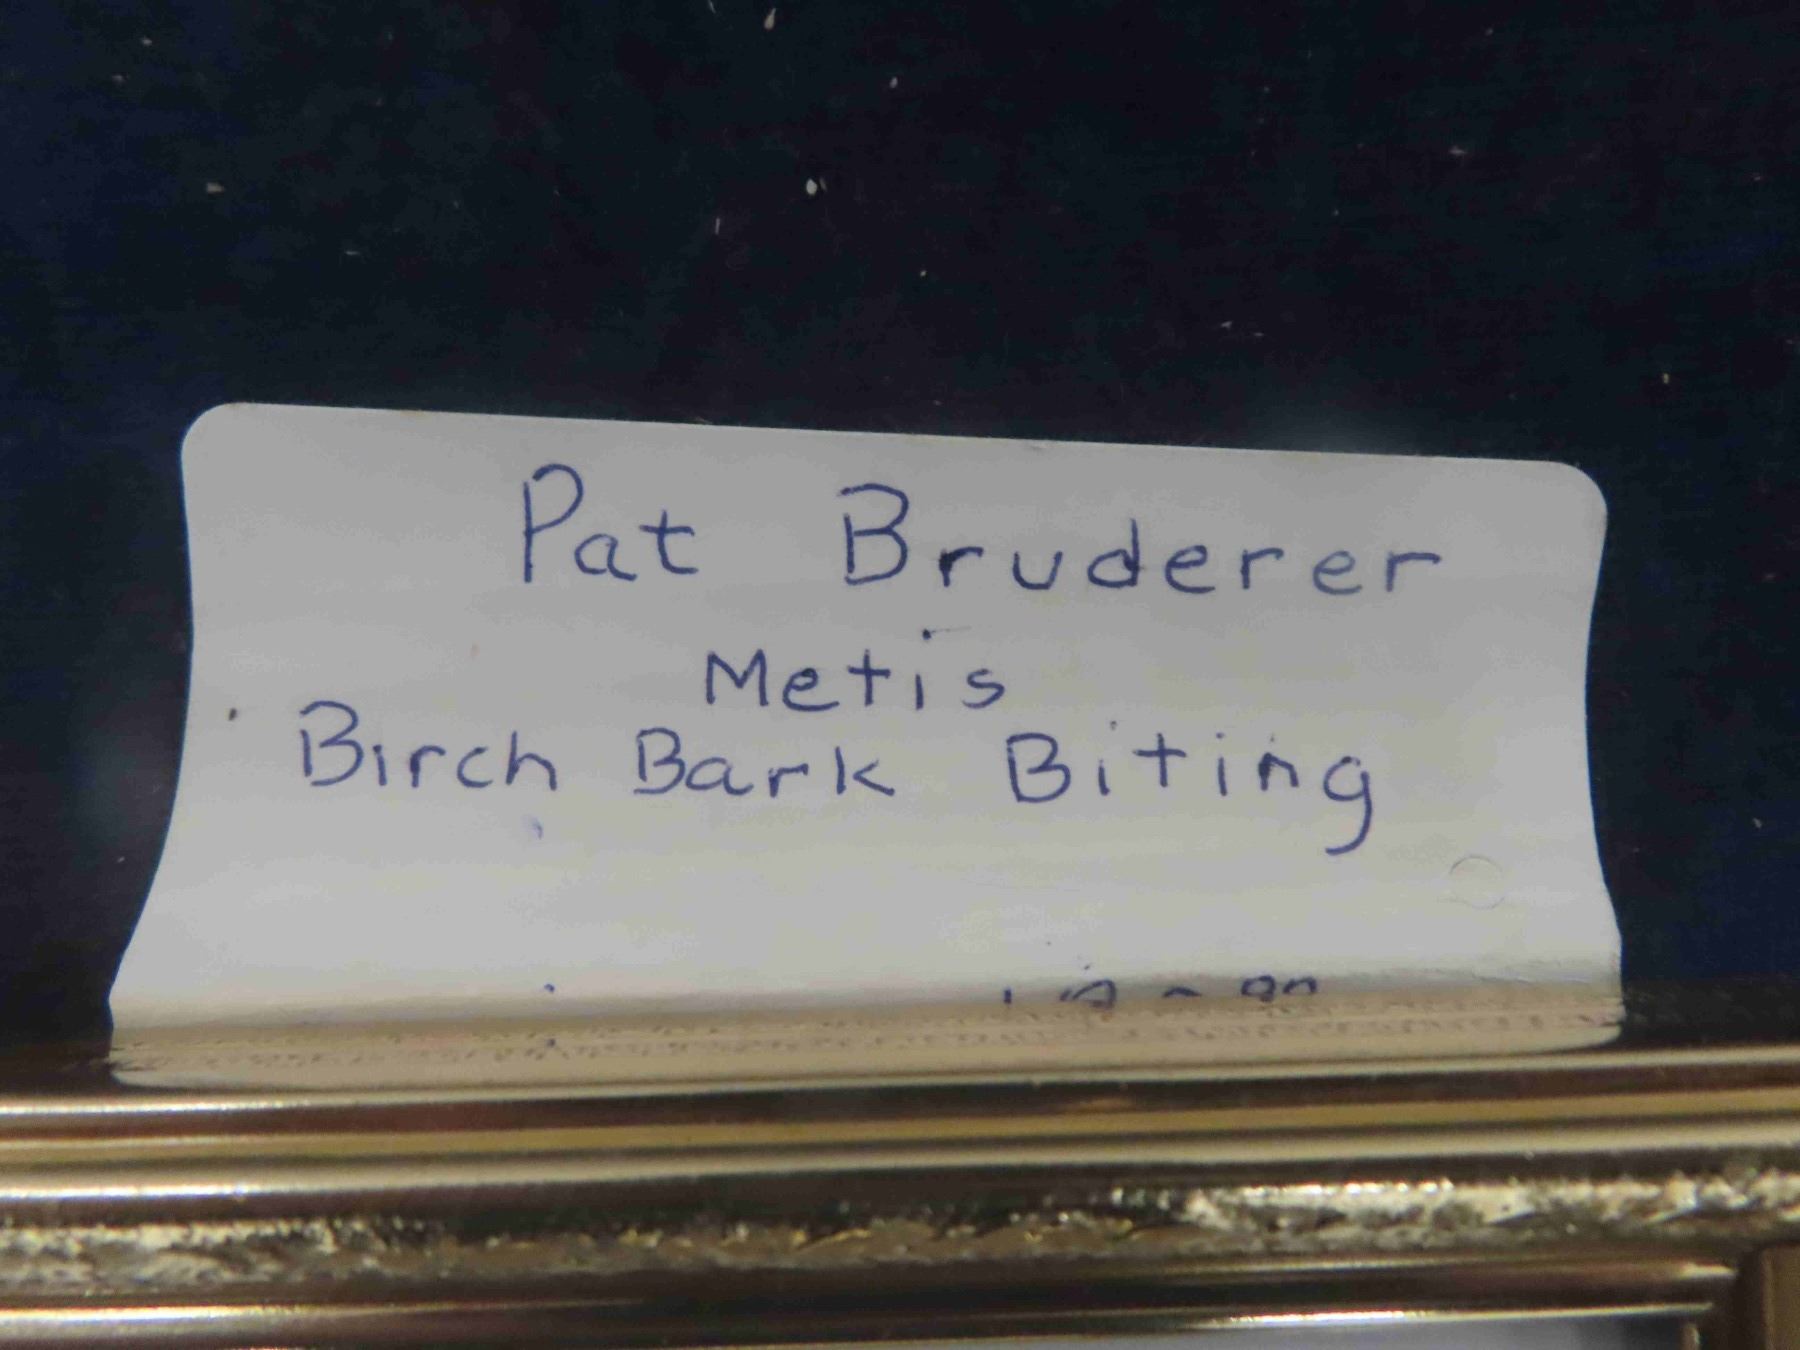 Pat Bruderer
Metis
Birch Bark Biting